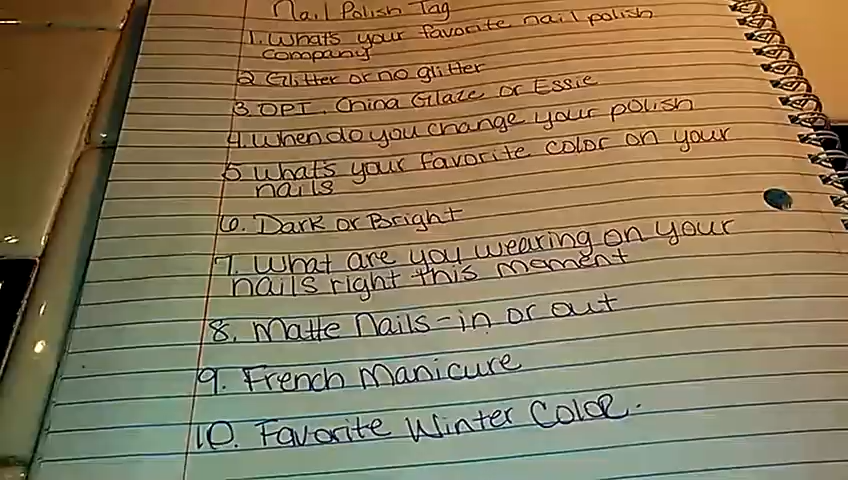 Nail Polish Tag
1. What's your favorite nail polish
company
2 Glitter or no glitter
3 OPI, China Glaze or Essie
4. When do you change your polish
5 What's your favorite color on your
nails
6. Dark or Bright
7. What are you wearing on your
nails right this moment
8. Matte Nails - in or out
9. French Manicure
10. Favorite Winter Color.